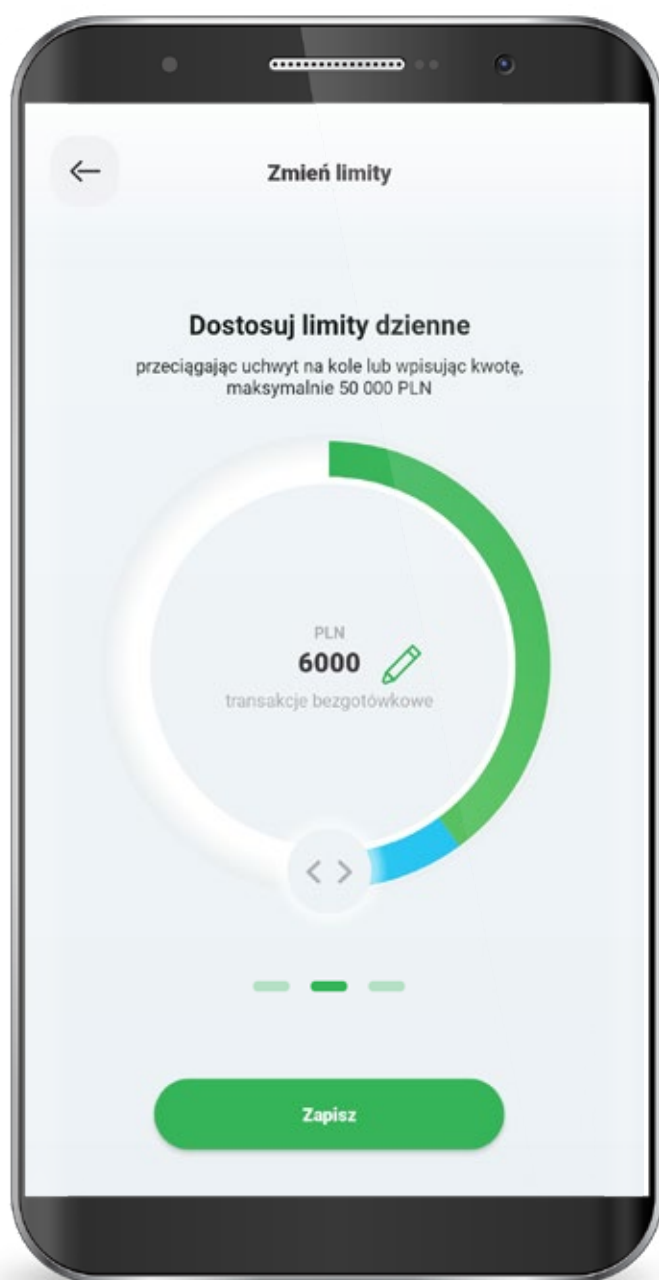 Zmień limity
Dostosuj limity dzienne
przeciągając uchwyt na kole lub wpisując kwotę,
maksymalnie 50 000 PLN
PLN
6000
transakcje bezgotówkowe
Zapisz